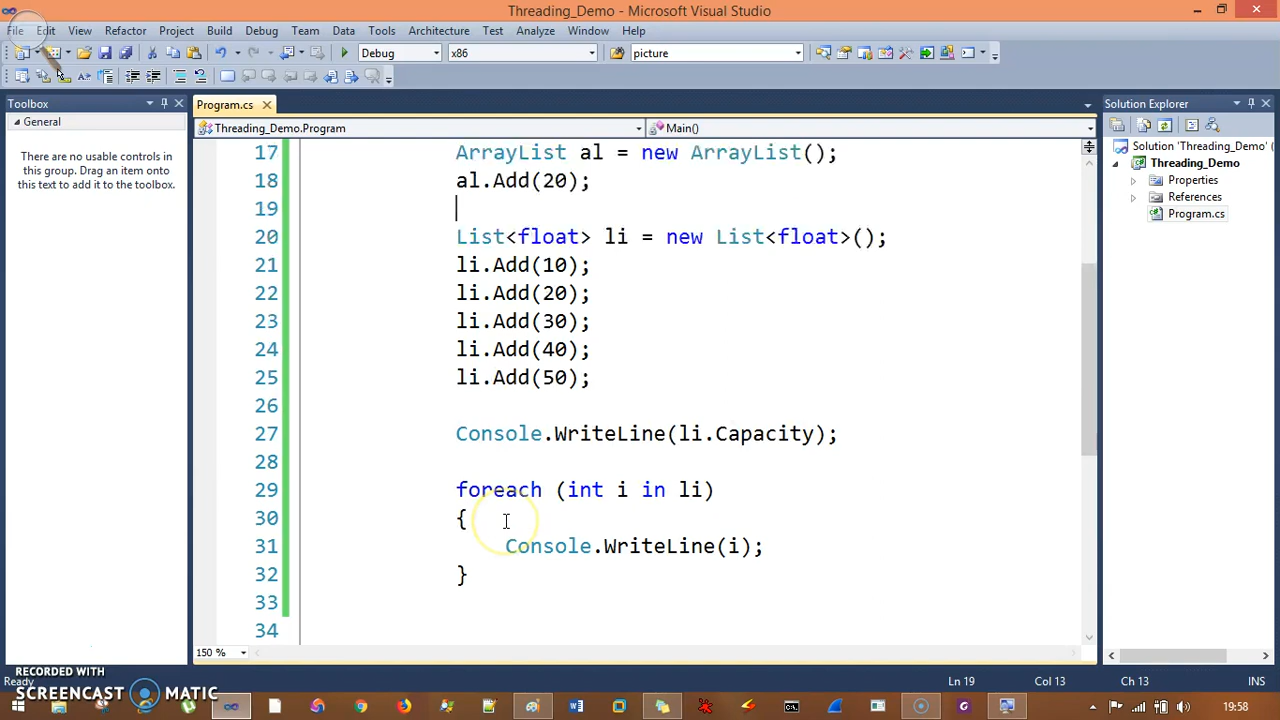 Threading_Demo - Microsoft Visual Studio
File Edit View Refactor Project Build Debug Team Data Tools Architecture Test Analyze Window Help
Debug x86 picture
Toolbox
General
There are no usable controls in
this group. Drag an item onto
this text to add it to the toolbox.
Program.cs
Threading_Demo.Program Main()
17 ArrayList al = new ArrayList();
18 al.Add(20);
19
20 List<float> li = new List<float>();
21 li.Add(10);
22 li.Add(20);
23 li.Add(30);
24 li.Add(40);
25 li.Add(50);
26
27 Console.WriteLine(li.Capacity);
28
29 foreach (int i in li)
30 {
31 Console.WriteLine(i);
32 }
33
34
150 %
Solution Explorer
Solution 'Threading_Demo'
Threading_Demo
Properties
References
Program.cs
RECORDED WITH
SCREENCAST MATIC
Ready Ln 19 Col 13 Ch 13 INS
19:58